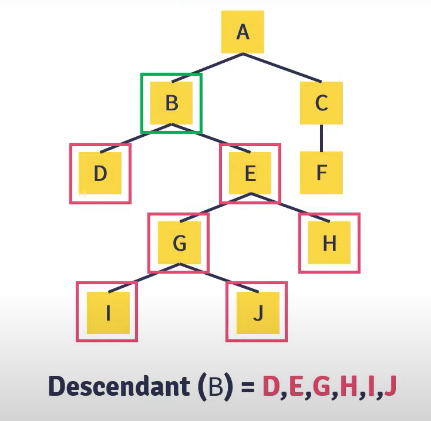 A
B
C
D
E
F
G
H
I
J
Descendant (B) = D,E,G,H,I,J